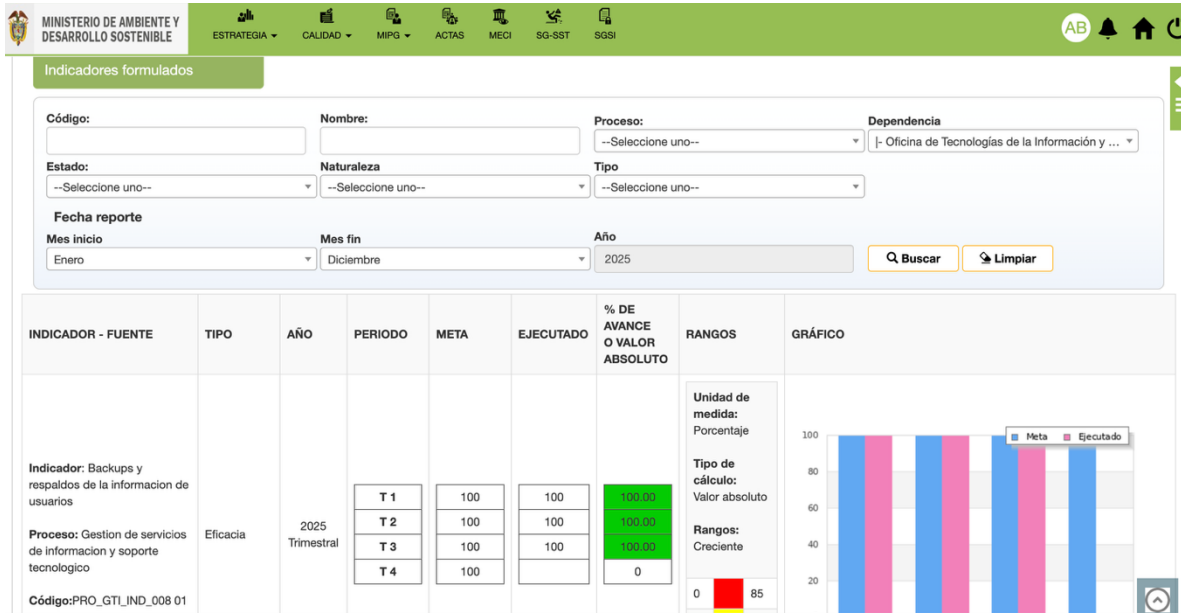 MINISTERIO DE AMBIENTE Y
DESARROLLO SOSTENIBLE
ESTRATEGIA
CALIDAD
MIPG
ACTAS
MECI
SG-SST
SGSI
AB
Indicadores formulados
Código:
Nombre:
Proceso:
Dependencia
--Seleccione uno--
|- Oficina de Tecnologías de la Información y ...
Estado:
Naturaleza
Tipo
--Seleccione uno--
--Seleccione uno--
--Seleccione uno--
Fecha reporte
Mes inicio
Mes fin
Año
Enero
Diciembre
2025
Buscar
Limpiar
INDICADOR - FUENTE
TIPO
AÑO
PERIODO
META
EJECUTADO
% DE
AVANCE
O VALOR
ABSOLUTO
RANGOS
GRÁFICO
Indicador: Backups y
respaldos de la informacion de
usuarios
Proceso: Gestion de servicios
de informacion y soporte
tecnologico
Código:PRO_GTI_IND_008 01
Eficacia
2025
Trimestral
T 1 100 100 100.00
T 2 100 100 100.00
T 3 100 100 100.00
T 4 100 0
Unidad de
medida:
Porcentaje
Tipo de
cálculo:
Valor absoluto
Rangos:
Creciente
0 85
Meta Ejecutado
100
80
60
40
20